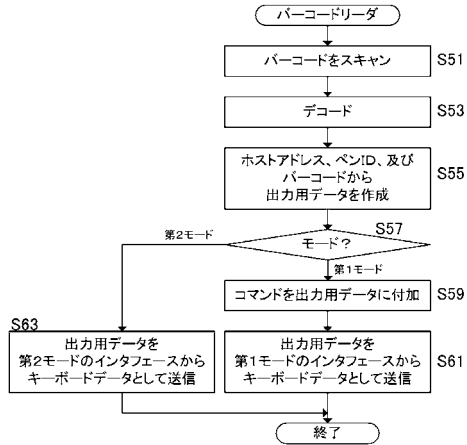 バーコードリーダ
バーコードをスキャン
S51
デコード
S53
ホストアドレス、ペンID、及び
バーコードから
出力用データを作成
S55
S57
モード?
第2モード
第1モード
コマンドを出力用データに付加
S59
S63
出力用データを
第2モードのインタフェースから
キーボードデータとして送信
出力用データを
第1モードのインタフェースから
キーボードデータとして送信
S61
終了